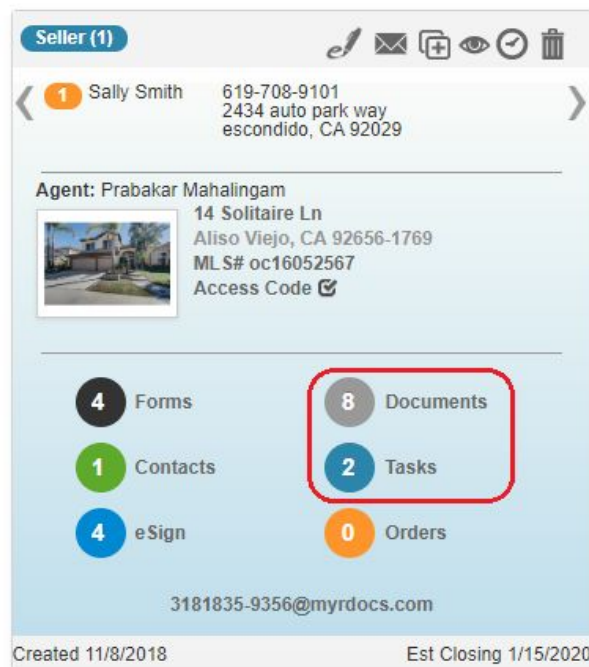 Seller (1)
1 Sally Smith 619-708-9101
2434 auto park way
escondido, CA 92029
Agent: Prabakar Mahalingam
14 Solitaire Ln
Aliso Viejo, CA 92656-1769
MLS# oc16052567
Access Code
4 Forms 8 Documents
1 Contacts 2 Tasks
4 eSign 0 Orders
3181835-9356@myrdocs.com
Created 11/8/2018 Est Closing 1/15/2020